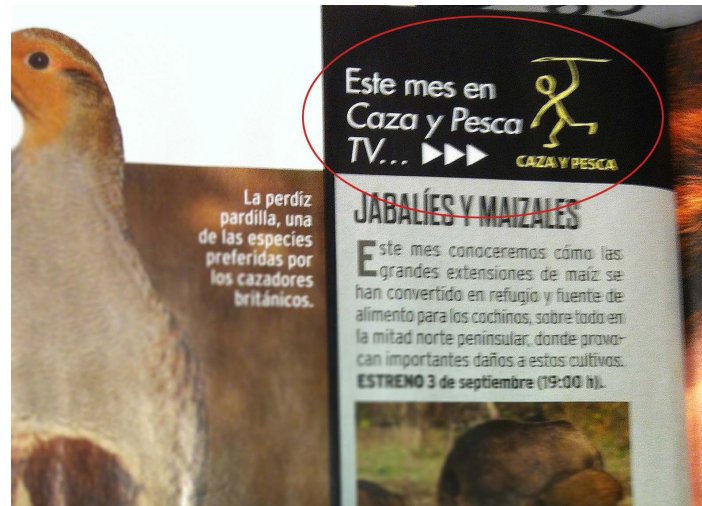 Este mes en
Caza y Pesca
TV...
CAZA Y PESCA
La perdiz
pardilla, una
de las especies
preferidas por
los cazadores
británicos.
JABALÍES Y MAIZALES
Este mes conoceremos cómo las
grandes extensiones de maíz se
han convertido en refugio y fuente de
alimento para los cochinos, sobre todo en
la mitad norte peninsular, donde provo-
can importantes daños a estos cultivos.
ESTRENO 3 de septiembre (19:00 h).